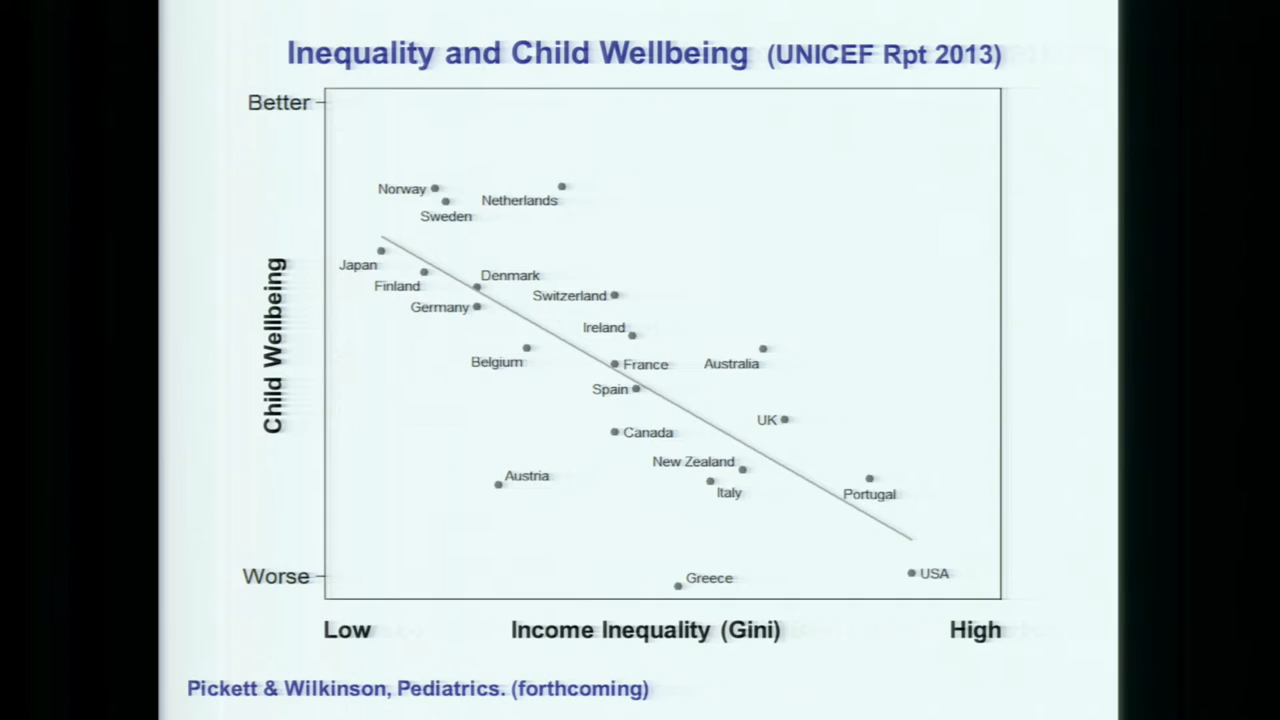 Inequality and Child Wellbeing (UNICEF Rpt 2013)
Better
Norway
Netherlands
Sweden
Japan
Denmark
Finland
Switzerland
Germany
Ireland
Belgium
France
Australia
Spain
UK
Canada
New Zealand
Austria
Italy
Portugal
USA
Worse
Greece
Child Wellbeing
Low
Income Inequality (Gini)
High
Pickett & Wilkinson, Pediatrics. (forthcoming)